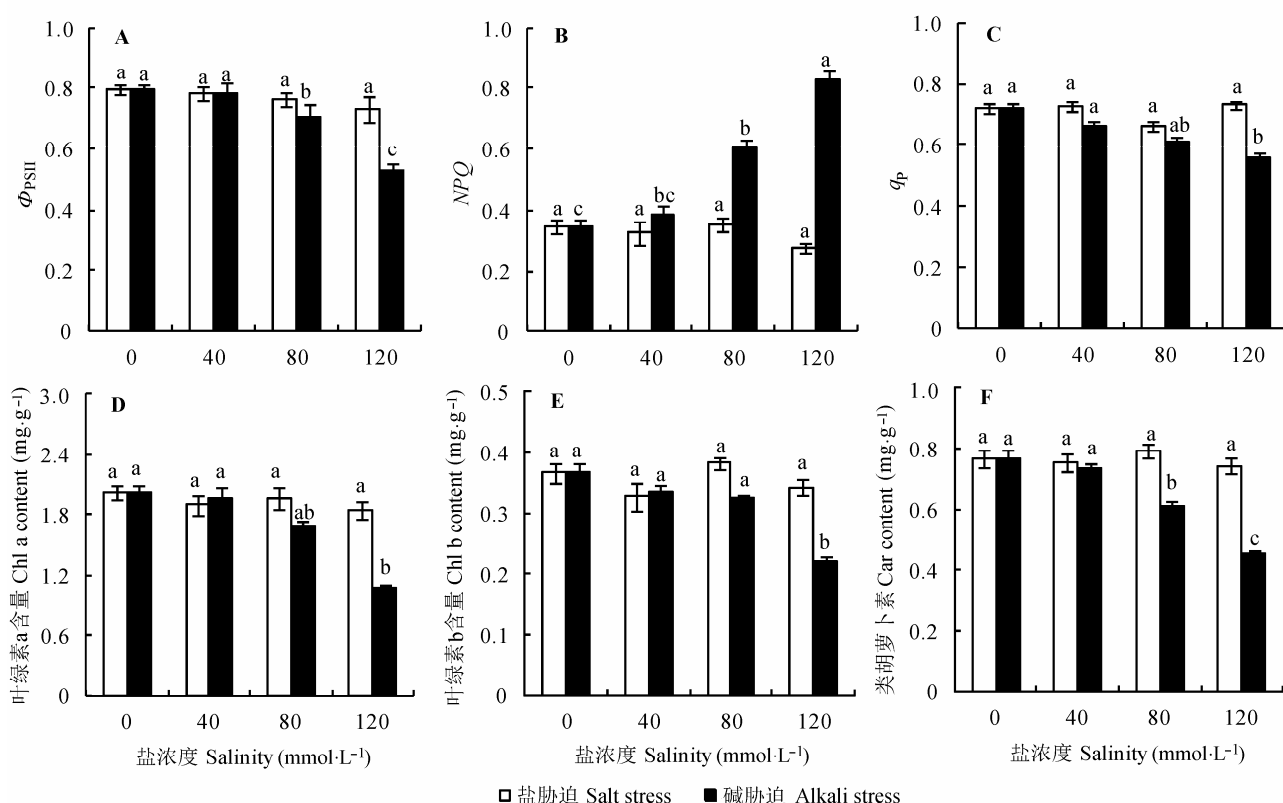 A
1.0
0.8
0.6
0.4
0.2
0
ΦPSII
a a a a a b a c
0 40 80 120
B
1.0
0.8
0.6
0.4
0.2
0
NPQ
a c a bc a b a a
0 40 80 120
C
1.0
0.8
0.6
0.4
0.2
0
qP
a a a a a ab a b
0 40 80 120
D
3.0
2.4
1.8
1.2
0.6
0
叶绿素a含量 Chl a content (mg·g⁻¹)
a a a a a ab a b
0 40 80 120
盐浓度 Salinity (mmol·L⁻¹)
E
0.5
0.4
0.3
0.2
0.1
0
叶绿素b含量 Chl b content (mg·g⁻¹)
a a a a a a a b
0 40 80 120
盐浓度 Salinity (mmol·L⁻¹)
F
1.0
0.8
0.6
0.4
0.2
0
类胡萝卜素 Car content (mg·g⁻¹)
a a a a a b a c
0 40 80 120
盐浓度 Salinity (mmol·L⁻¹)
盐胁迫 Salt stress 碱胁迫 Alkali stress